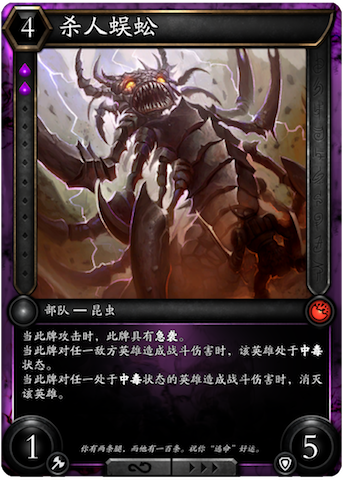 4
杀人蜈蚣
部队 — 昆虫
当此牌攻击时，此牌具有急袭。
当此牌对任一敌方英雄造成战斗伤害时，该英雄处于中毒
状态。
当此牌对任一处于中毒状态的英雄造成战斗伤害时，消灭
该英雄。
你有两条腿，而他有一百条。祝你“逃命”好运。
1
5